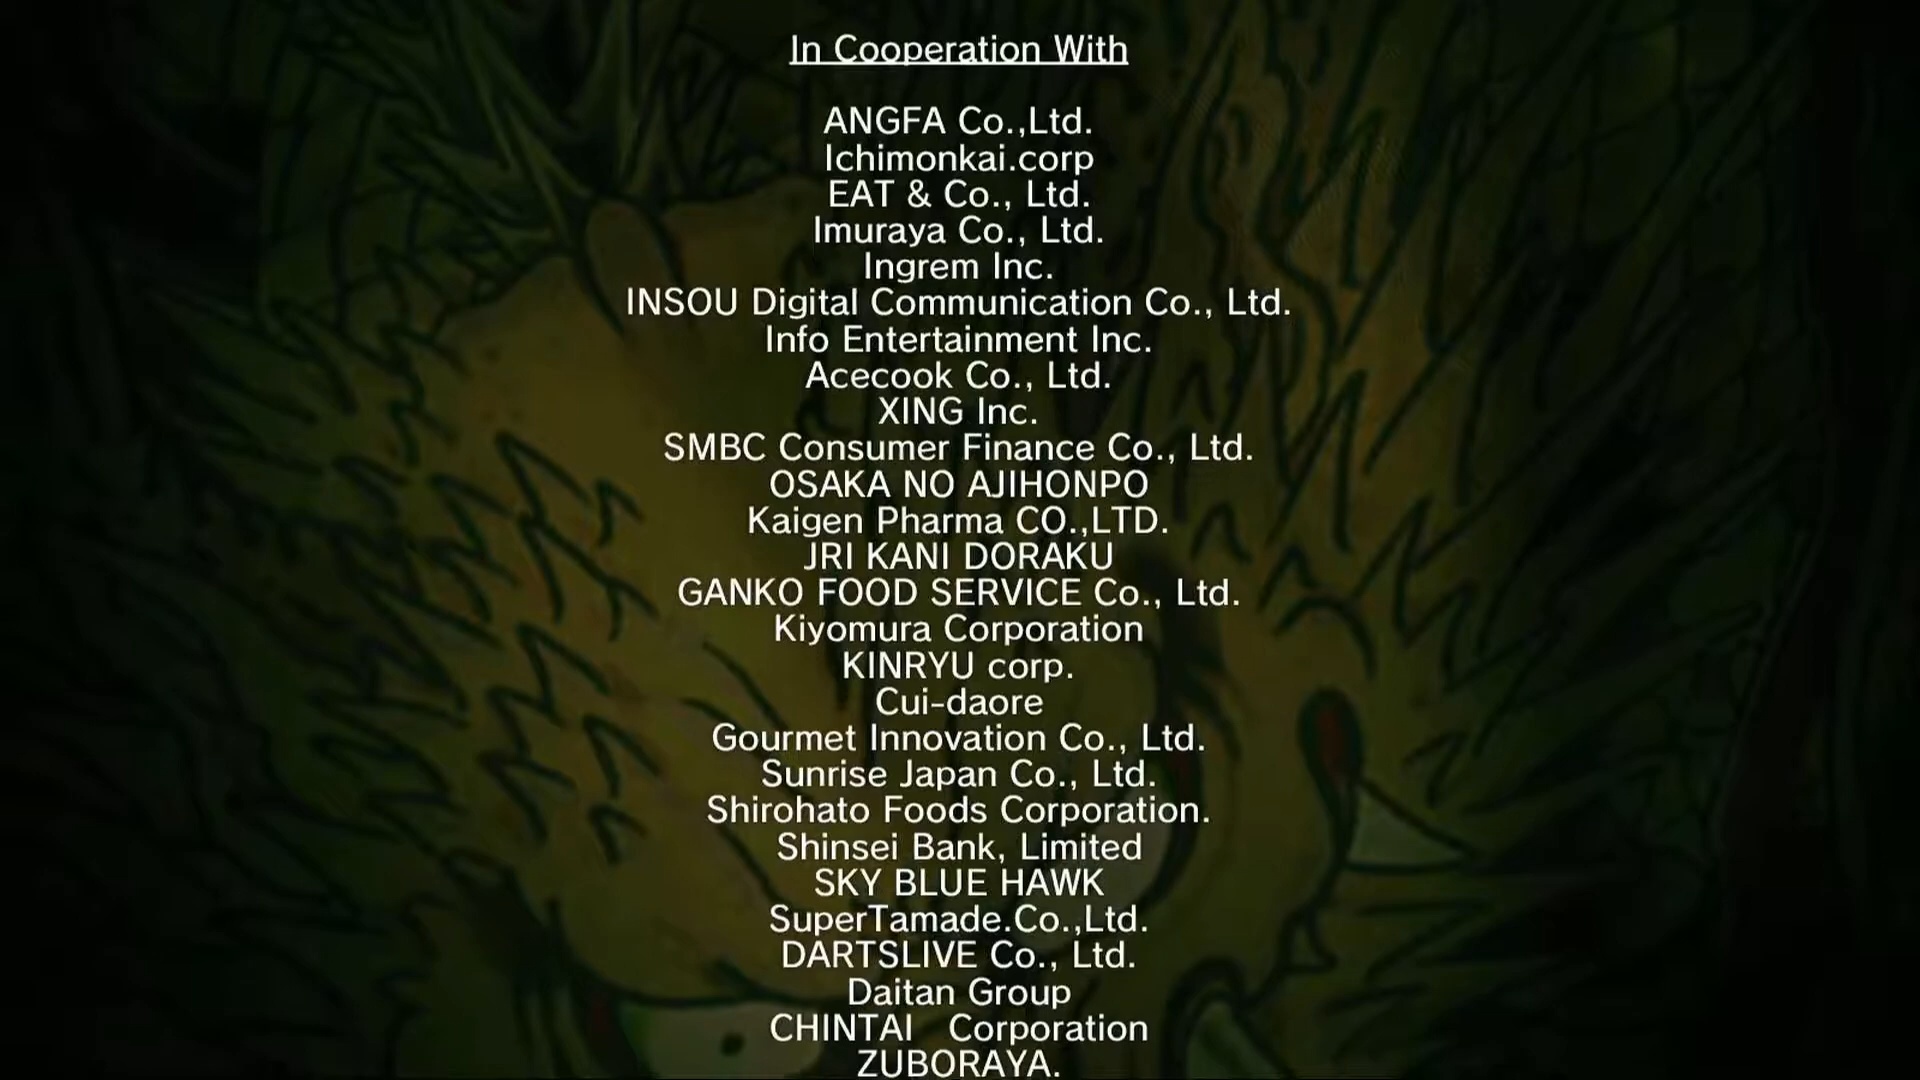 In Cooperation With
ANGFA Co.,Ltd.
Ichimonkai.corp
EAT & Co., Ltd.
Imuraya Co., Ltd.
Ingrem Inc.
INSOU Digital Communication Co., Ltd.
Info Entertainment Inc.
Acecook Co., Ltd.
XING Inc.
SMBC Consumer Finance Co., Ltd.
OSAKA NO AJIHONPO
Kaigen Pharma CO.,LTD.
JRI KANI DORAKU
GANKO FOOD SERVICE Co., Ltd.
Kiyomura Corporation
KINRYU corp.
Cui-daore
Gourmet Innovation Co., Ltd.
Sunrise Japan Co., Ltd.
Shirohato Foods Corporation.
Shinsei Bank, Limited
SKY BLUE HAWK
SuperTamade.Co.,Ltd.
DARTSLIVE Co., Ltd.
Daitan Group
CHINTAI　Corporation
ZUBORAYA.